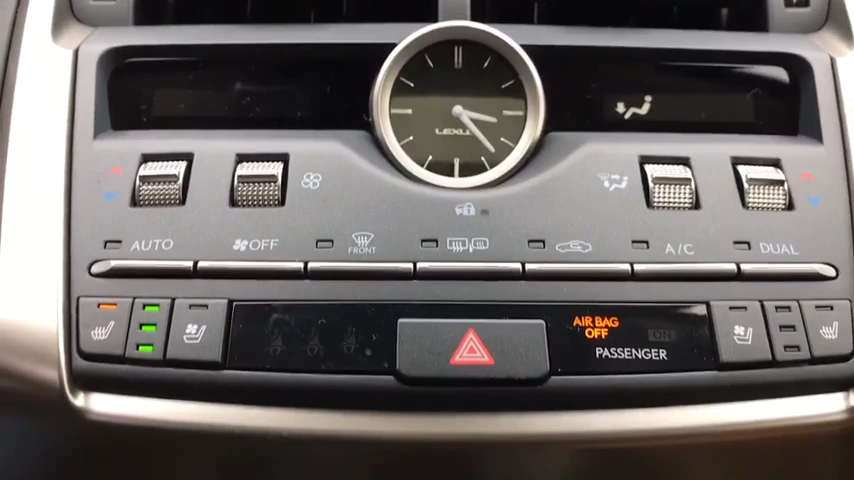 LEXUS
AUTO
OFF
FRONT
A/C
DUAL
AIR BAG
OFF
ON
PASSENGER